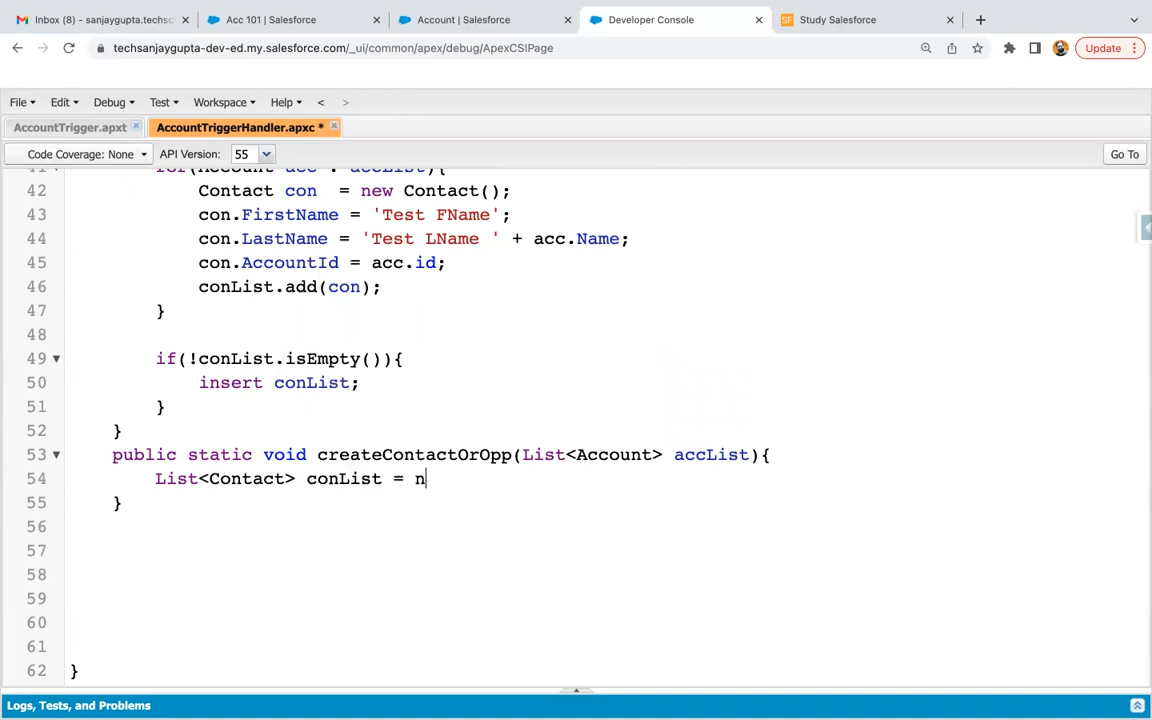 Inbox (3) - sanjaygupta.techsc
Acc 101 | Salesforce
Account | Salesforce
Developer Console
SF Study Salesforce
techsanjaygupta-dev-ed.my.salesforce.com/_ui/common/apex/debug/ApexCSIPage
Update
File Edit Debug Test Workspace Help < >
AccountTrigger.apxt
AccountTriggerHandler.apxc *
Code Coverage: None API Version: 55 Go To
41 for(Account acc : accList){
42 Contact con  = new Contact();
43 con.FirstName = 'Test FName';
44 con.LastName = 'Test LName ' + acc.Name;
45 con.AccountId = acc.id;
46 conList.add(con);
47 }
48
49 if(!conList.isEmpty()){
50 insert conList;
51 }
52 }
53 public static void createContactOrOpp(List<Account> accList){
54 List<Contact> conList = n
55 }
56
57
58
59
60
61
62 }
Logs, Tests, and Problems